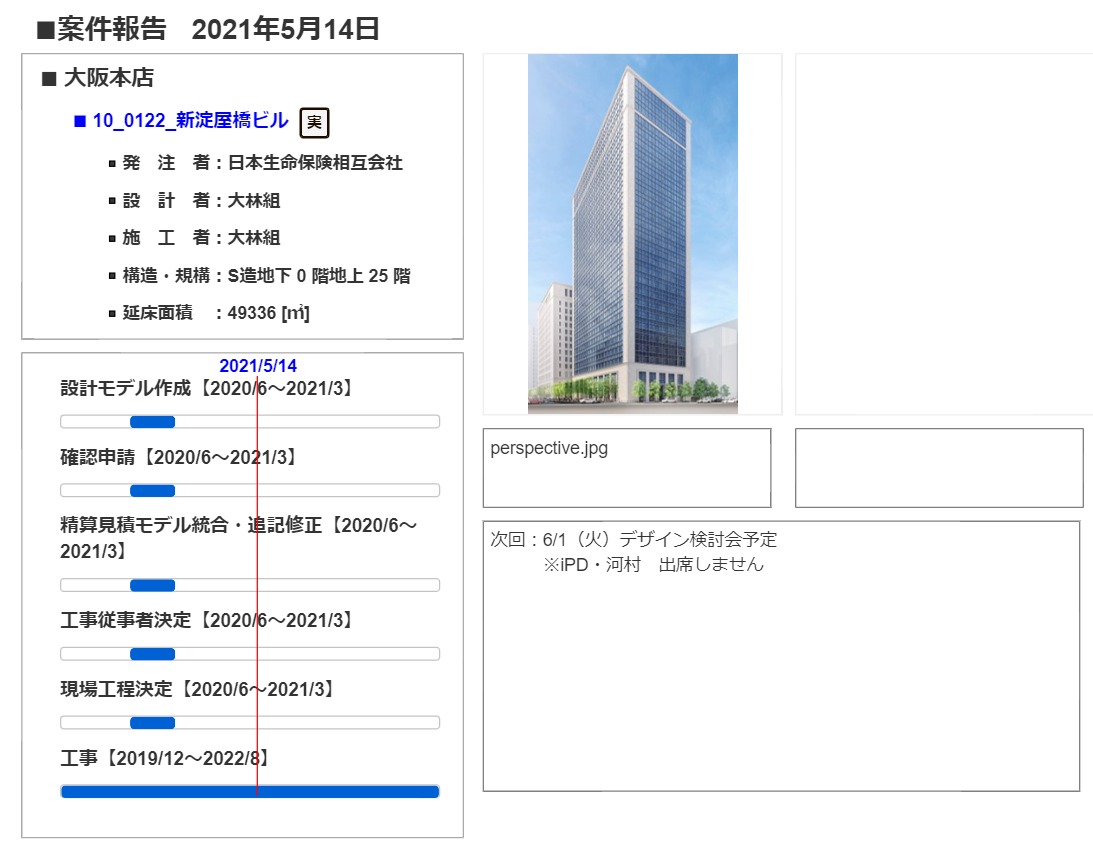 ■案件報告 2021年5月14日
■ 大阪本店
■ 10_0122_新淀屋橋ビル 実
▪ 発 注 者：日本生命保険相互会社
▪ 設 計 者：大林組
▪ 施 工 者：大林組
▪ 構造・規構：S造地下 0 階地上 25 階
▪ 延床面積 ：49336 [㎡]
2021/5/14
設計モデル作成【2020/6～2021/3】
確認申請【2020/6～2021/3】
精算見積モデル統合・追記修正【2020/6～
2021/3】
工事従事者決定【2020/6～2021/3】
現場工程決定【2020/6～2021/3】
工事【2019/12～2022/8】
perspective.jpg
次回：6/1（火）デザイン検討会予定
※iPD・河村 出席しません